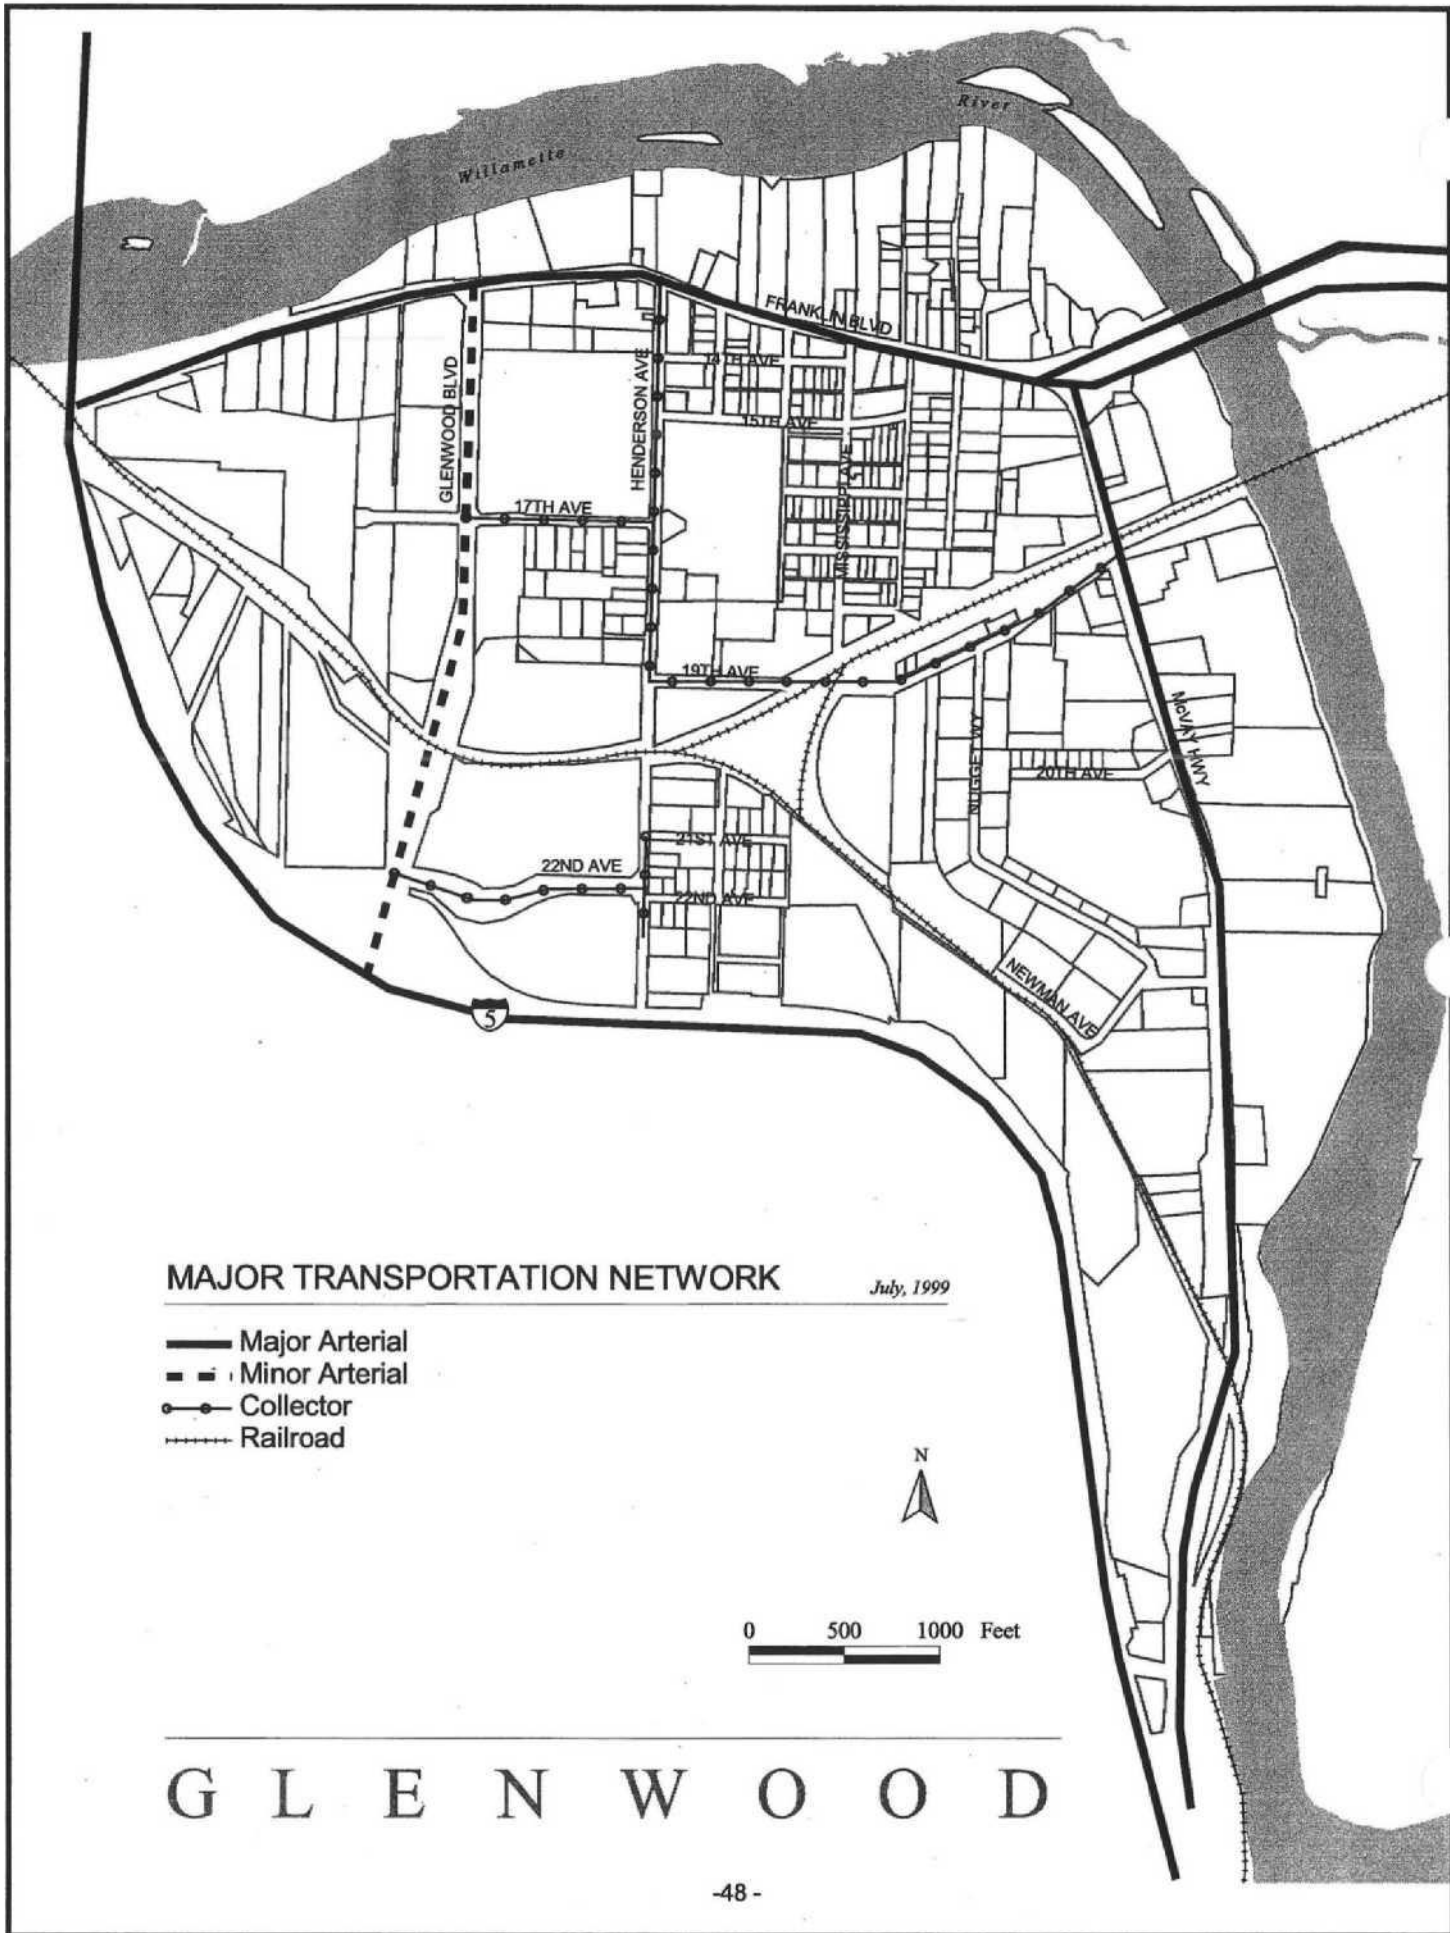 River
Willamette
FRANKLIN BLVD
14TH AVE
HENDERSON AVE
GLENWOOD BLVD
15TH AVE
MISSISSIPPI AVE
17TH AVE
19TH AVE
McVAY HWY
NUGGET WY
20TH AVE
21ST AVE
22ND AVE
22ND AVE
NEWMAN AVE
5
MAJOR TRANSPORTATION NETWORK
July, 1999
Major Arterial
Minor Arterial
Collector
Railroad
N
0 500 1000 Feet
GLENWOOD
-48-